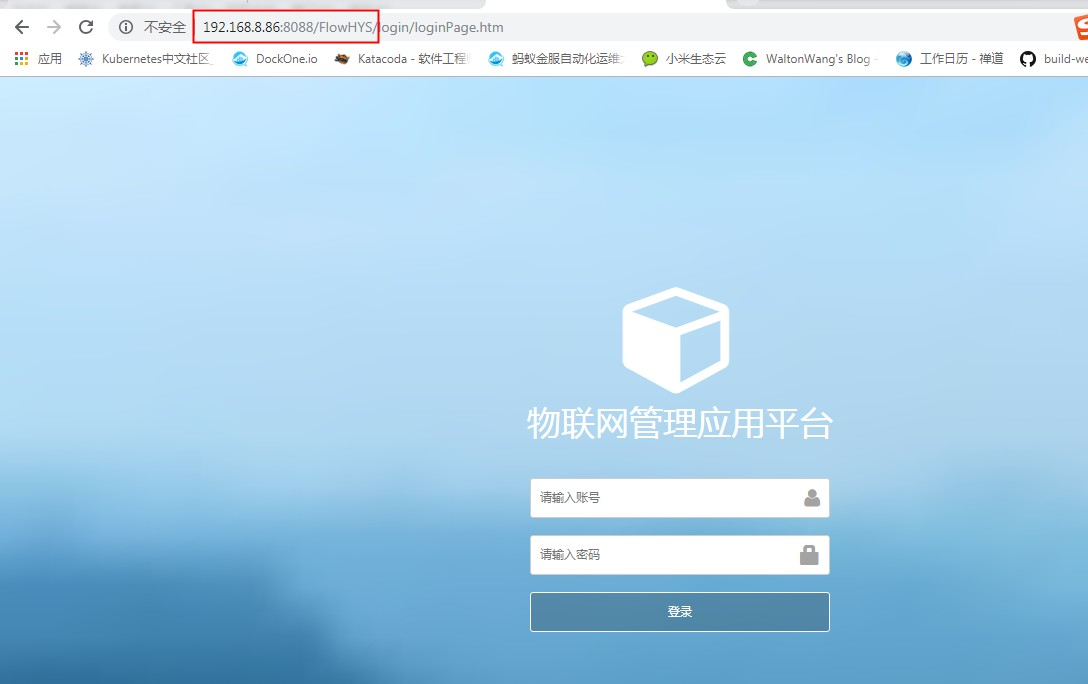 不安全 192.168.8.86:8088/FlowHYS/login/loginPage.htm
应用 Kubernetes中文社区 DockOne.io Katacoda - 软件工程 蚂蚁金服自动化运维 小米生态云 WaltonWang's Blog - 工作日历 - 禅道 build-we
物联网管理应用平台
请输入账号
请输入密码
登录